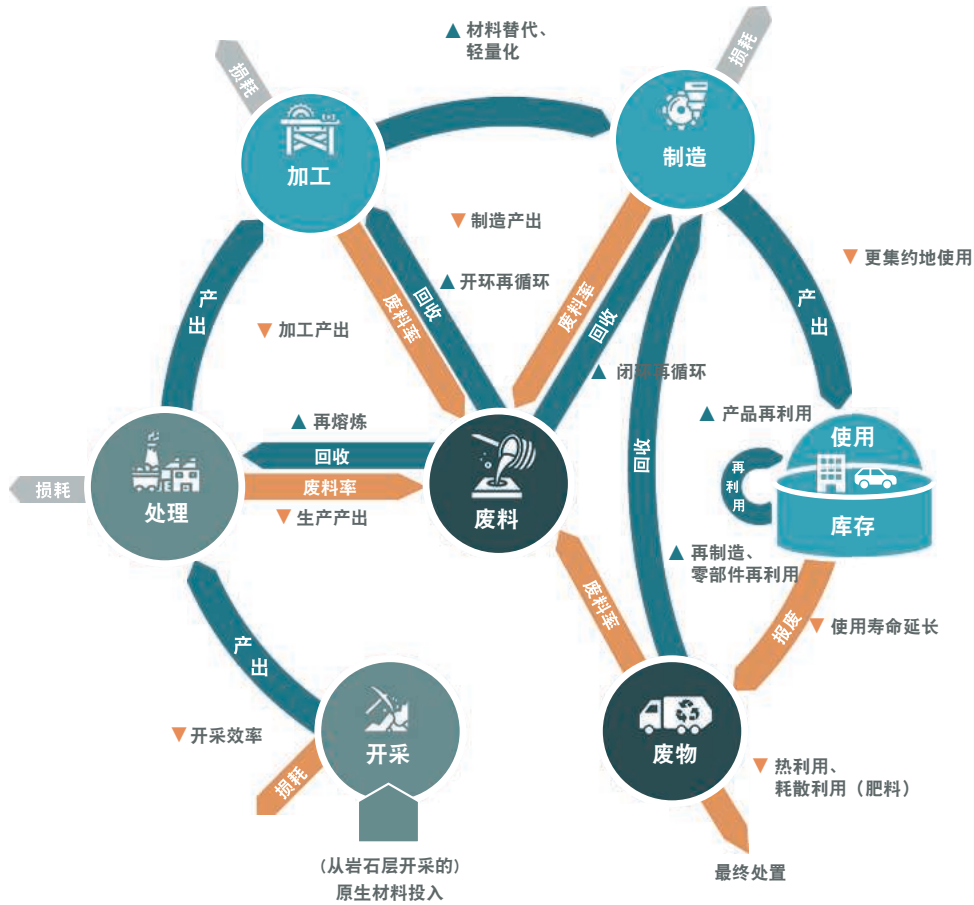 ▲ 材料替代、
轻量化
损耗
损耗
加工
制造
▼ 制造产出
▼ 更集约地使用
▲ 开环再循环
产出
回收
废料率
废料率
回收
产出
▼ 加工产出
▲ 闭环再循环
▲ 再熔炼
▲ 产品再利用
使用
回收
回收
再利用
损耗
废料率
处理
▼ 生产产出
废料
库存
▲ 再制造、
零部件再利用
废料率
报废
▼ 使用寿命延长
产出
▼ 开采效率
开采
废物
损耗
▼ 热利用、
耗散利用（肥料）
（从岩石层开采的）
原生材料投入
最终处置